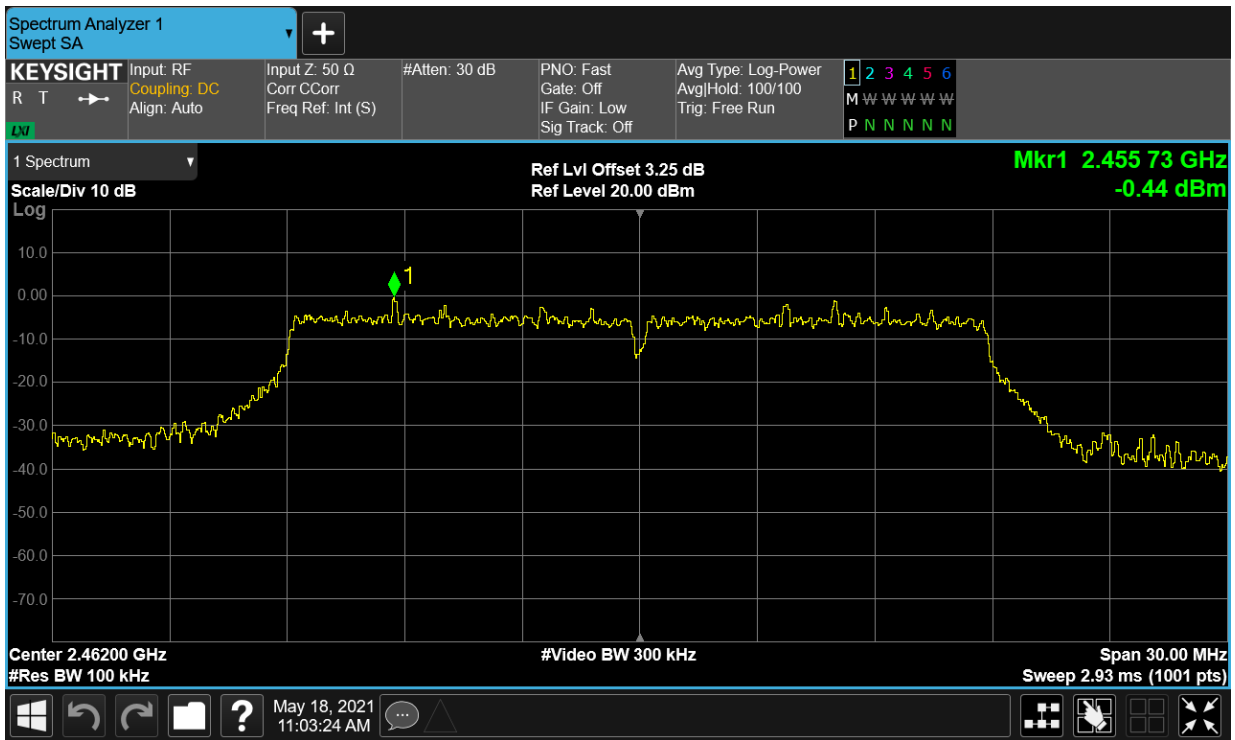 Spectrum Analyzer 1
Swept SA
+
KEYSIGHT
R T
LXI
Input: RF
Coupling: DC
Align: Auto
Input Z: 50 Ω
Corr CCorr
Freq Ref: Int (S)
#Atten: 30 dB
PNO: Fast
Gate: Off
IF Gain: Low
Sig Track: Off
Avg Type: Log-Power
Avg|Hold: 100/100
Trig: Free Run
1 2 3 4 5 6
M W W W W W
P N N N N N
1 Spectrum
Scale/Div 10 dB
Log
Ref Lvl Offset 3.25 dB
Ref Level 20.00 dBm
Mkr1 2.455 73 GHz
-0.44 dBm
10.0
1
0.00
-10.0
-20.0
-30.0
-40.0
-50.0
-60.0
-70.0
Center 2.46200 GHz
#Res BW 100 kHz
#Video BW 300 kHz
Span 30.00 MHz
Sweep 2.93 ms (1001 pts)
?
May 18, 2021
11:03:24 AM